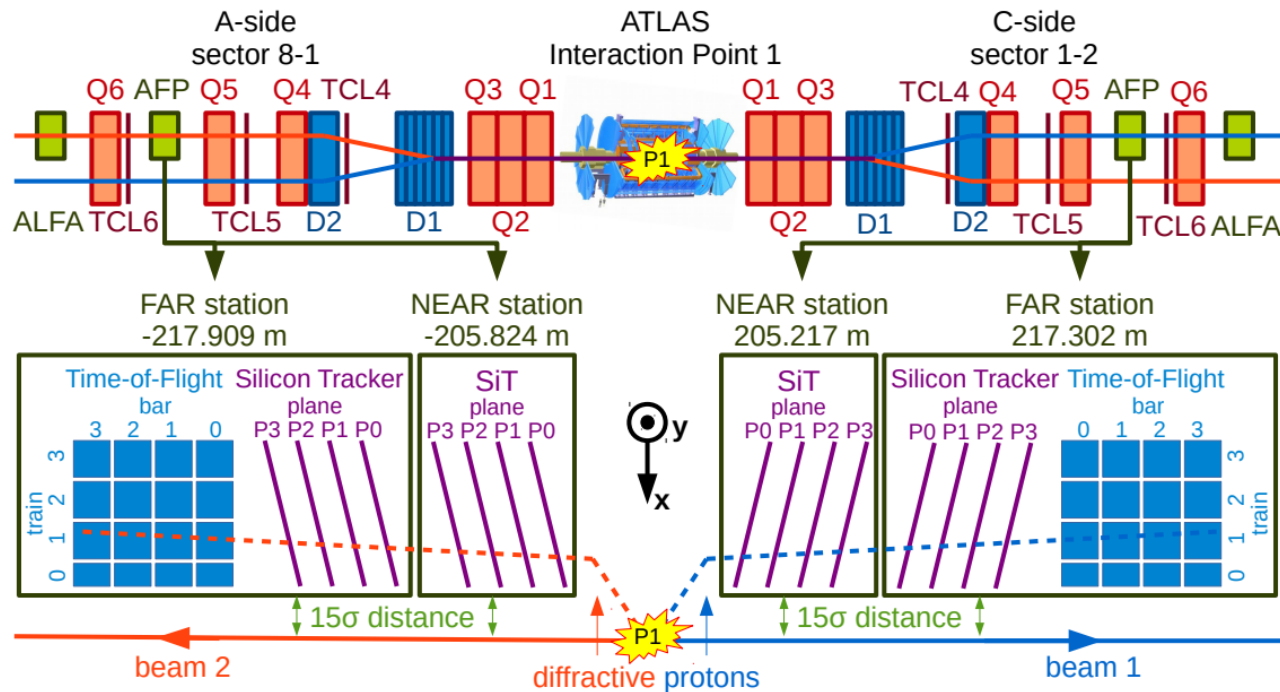 A-side
sector 8-1
ATLAS
Interaction Point 1
C-side
sector 1-2
Q6 AFP Q5 Q4 TCL4 Q3 Q1
Q1 Q3 TCL4 Q4 Q5 AFP Q6
P1
ALFA TCL6 TCL5 D2 D1 Q2
Q2 D1 D2 TCL5 TCL6 ALFA
FAR station
-217.909 m
NEAR station
-205.824 m
NEAR station
205.217 m
FAR station
217.302 m
Time-of-Flight
bar
3 2 1 0
train
3
2
1
0
Silicon Tracker
plane
P3 P2 P1 P0
SiT
plane
P3 P2 P1 P0
y
x
SiT
plane
P0 P1 P2 P3
Silicon Tracker
plane
P0 P1 P2 P3
Time-of-Flight
bar
0 1 2 3
3
2
1
0
train
15σ distance
P1
15σ distance
beam 2
diffractive protons
beam 1